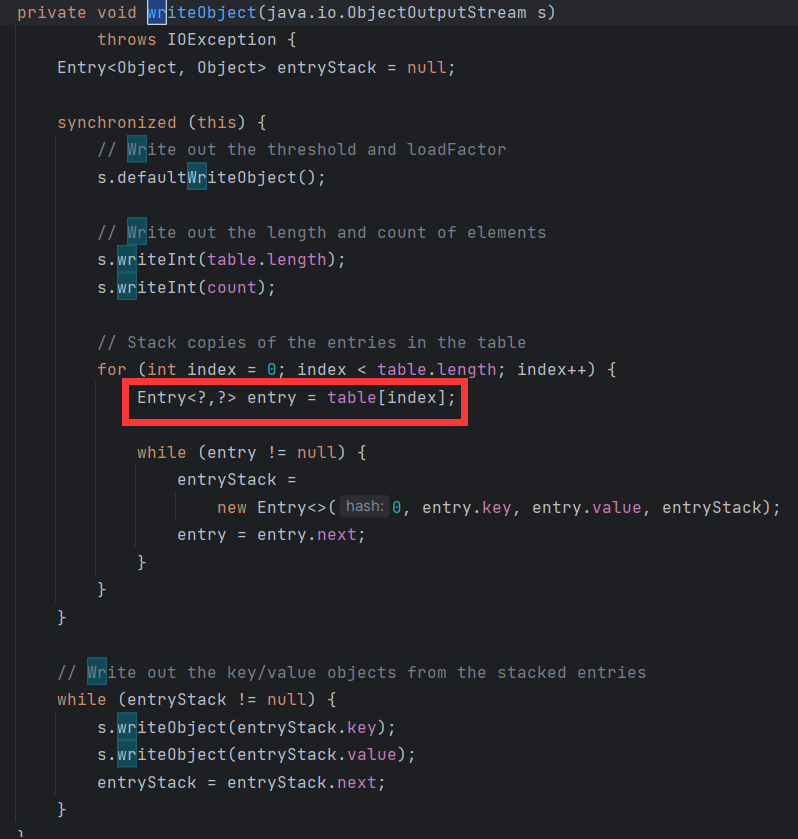 private void writeObject(java.io.ObjectOutputStream s)
throws IOException {
Entry<Object, Object> entryStack = null;
synchronized (this) {
// Write out the threshold and loadFactor
s.defaultWriteObject();
// Write out the length and count of elements
s.writeInt(table.length);
s.writeInt(count);
// Stack copies of the entries in the table
for (int index = 0; index < table.length; index++) {
Entry<?,?> entry = table[index];
while (entry != null) {
entryStack =
new Entry<>( hash: 0, entry.key, entry.value, entryStack);
entry = entry.next;
}
}
}
// Write out the key/value objects from the stacked entries
while (entryStack != null) {
s.writeObject(entryStack.key);
s.writeObject(entryStack.value);
entryStack = entryStack.next;
}
}